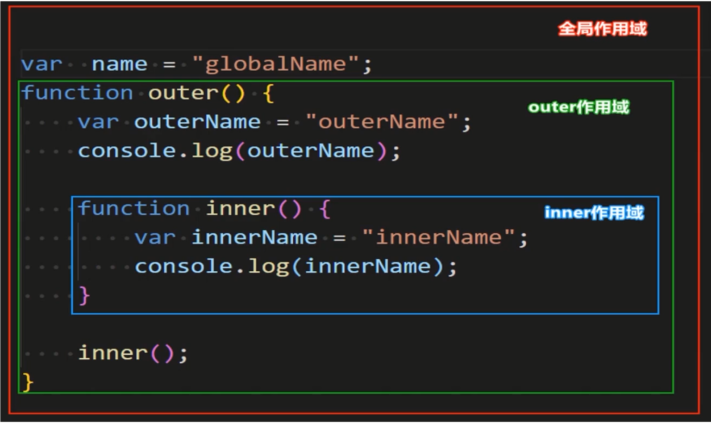 全局作用域
var  name = "globalName";
function outer() {
outer作用域
    var outerName = "outerName";
    console.log(outerName);
    function inner() {
inner作用域
        var innerName = "innerName";
        console.log(innerName);
    }
    inner();
}